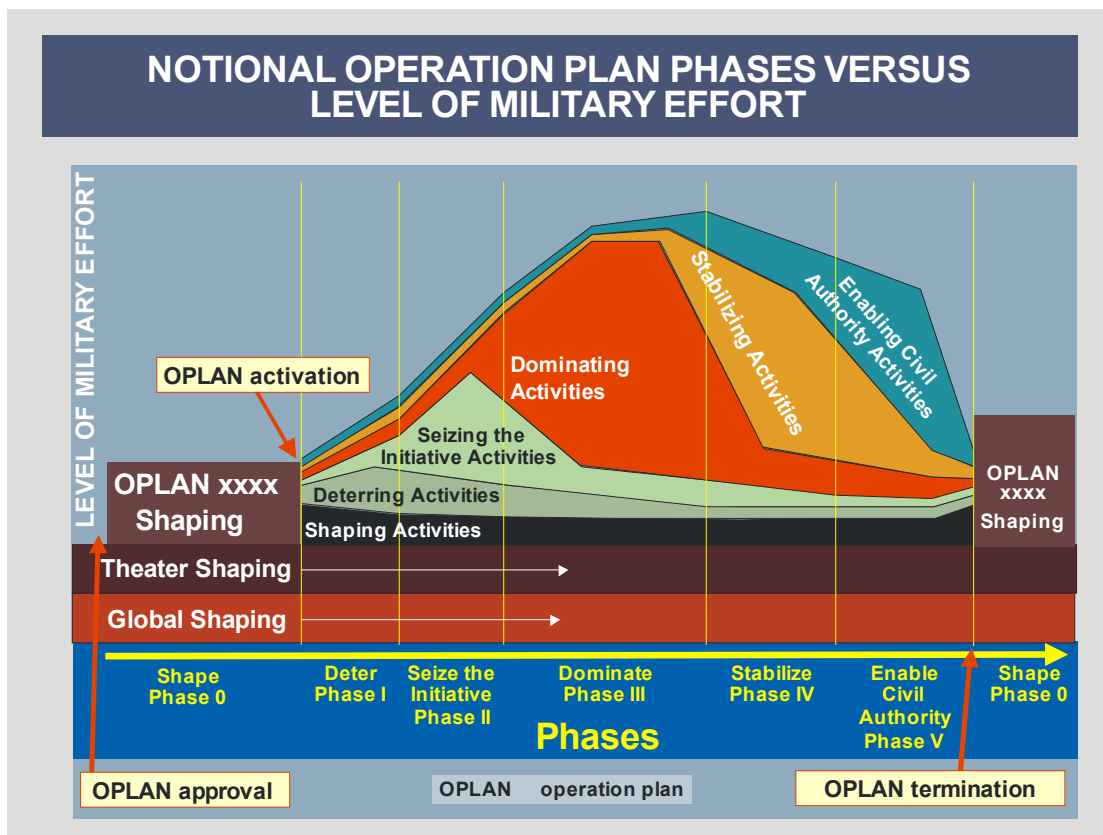 NOTIONAL OPERATION PLAN PHASES VERSUS
LEVEL OF MILITARY EFFORT
LEVEL OF MILITARY EFFORT
OPLAN activation
OPLAN xxxx
Shaping
Dominating
Activities
Seizing the
Initiative Activities
Deterring Activities
Shaping Activities
Stabilizing Activities
Enabling Civil
Authority Activities
OPLAN
xxxx
Shaping
Theater Shaping
Global Shaping
Shape
Phase 0
Deter
Phase I
Seize the
Initiative
Phase II
Dominate
Phase III
Stabilize
Phase IV
Enable
Civil
Authority
Phase V
Shape
Phase 0
Phases
OPLAN approval
OPLAN operation plan
OPLAN termination